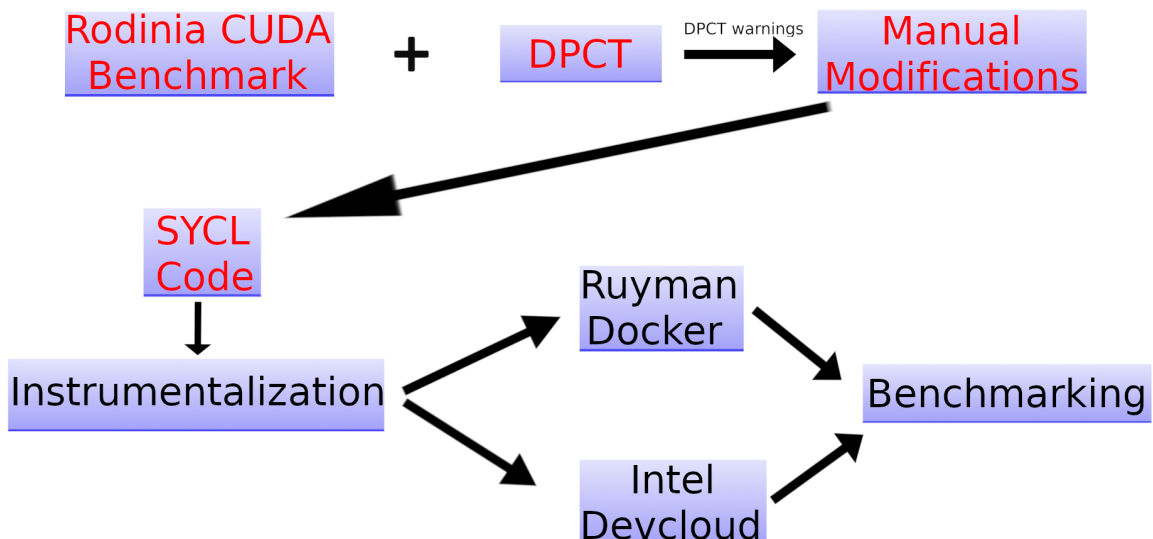 Rodinia CUDA
Benchmark
+
DPCT
DPCT warnings
Manual
Modifications
SYCL
Code
Instrumentalization
Ruyman
Docker
Intel
Devcloud
Benchmarking